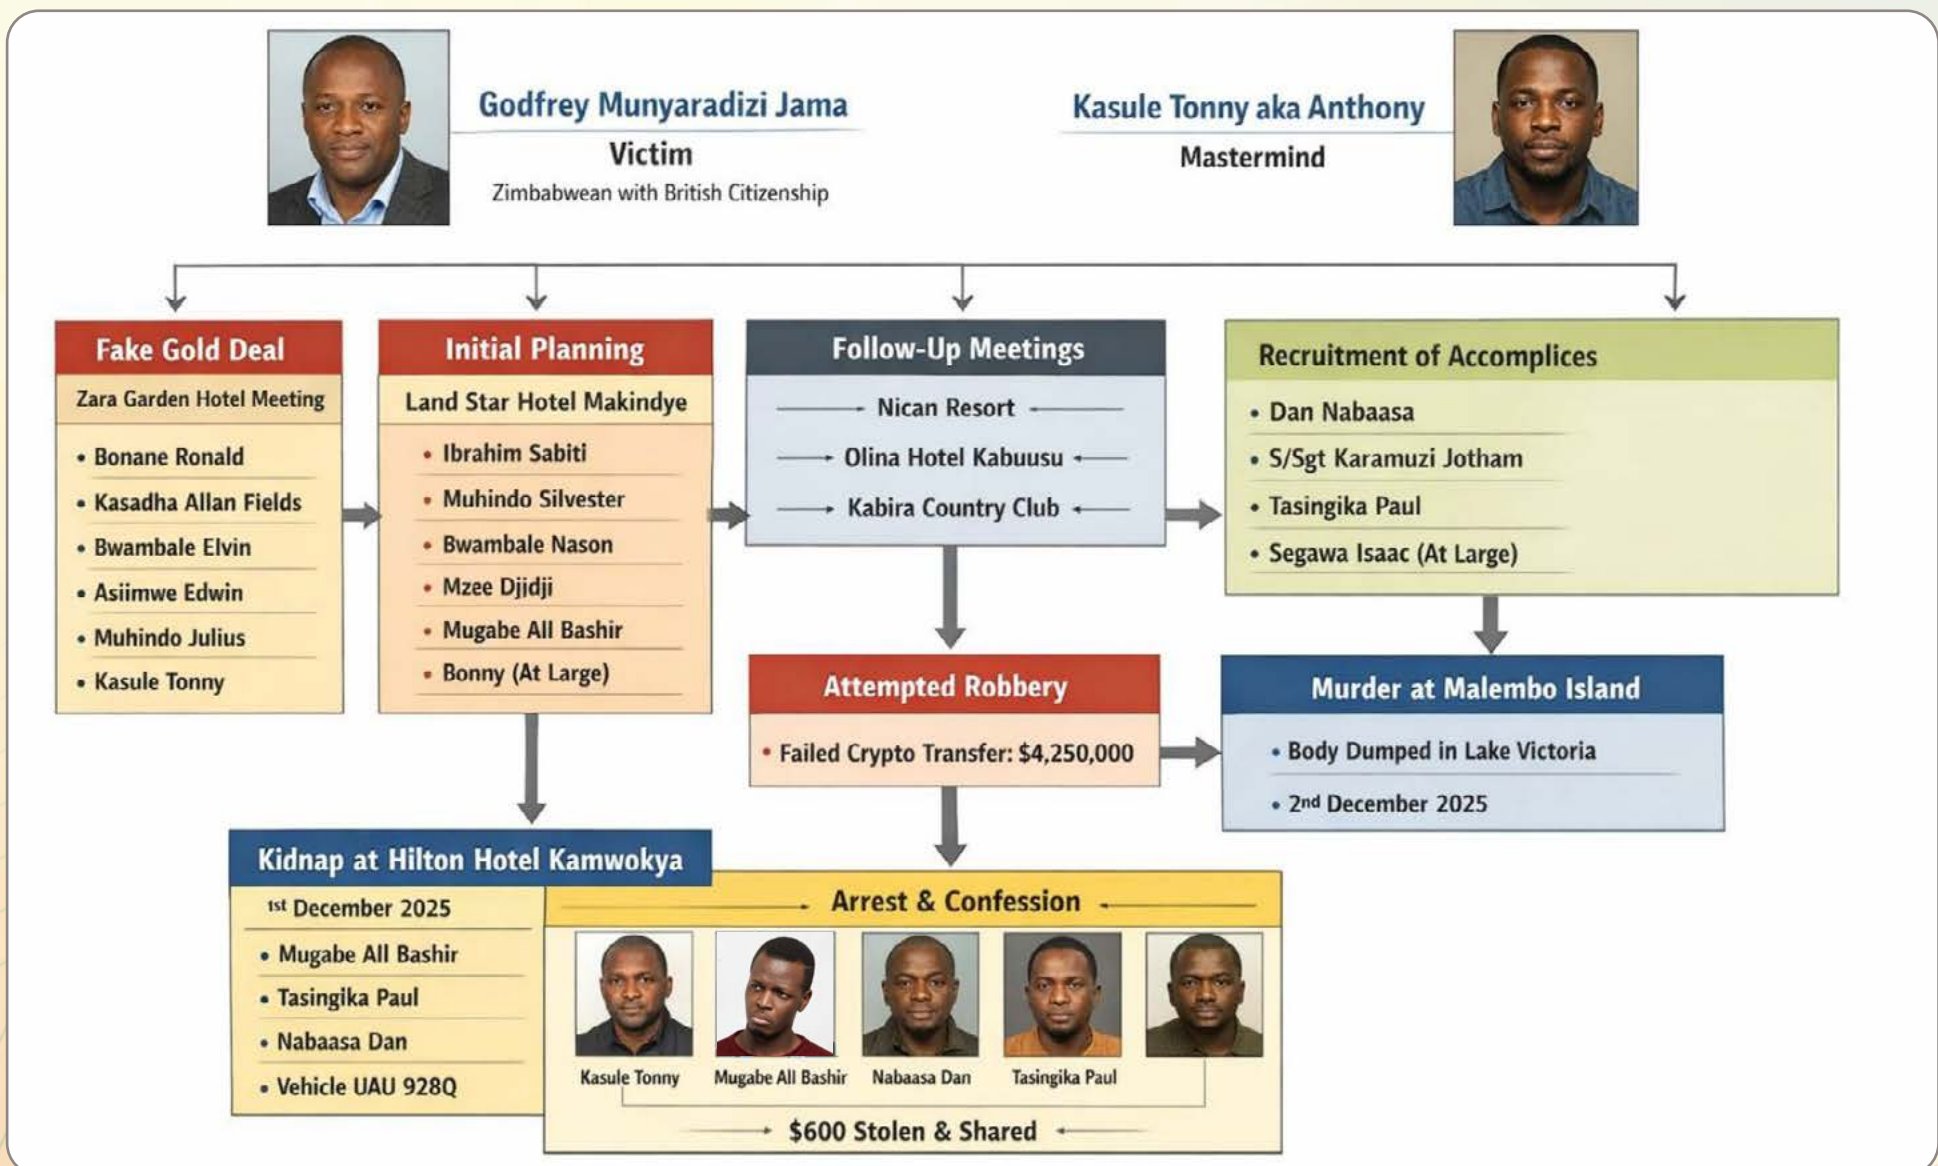 Godfrey Munyaradizi Jama
Victim
Zimbabwean with British Citizenship
Kasule Tonny aka Anthony
Mastermind
Fake Gold Deal
Zara Garden Hotel Meeting
• Bonane Ronald
• Kasadha Allan Fields
• Bwambale Elvin
• Asiimwe Edwin
• Muhindo Julius
• Kasule Tonny
Initial Planning
Land Star Hotel Makindye
• Ibrahim Sabiti
• Muhindo Silvester
• Bwambale Nason
• Mzee Djidji
• Mugabe All Bashir
• Bonny (At Large)
Follow-Up Meetings
Nican Resort
Olina Hotel Kabuusu
Kabira Country Club
Recruitment of Accomplices
• Dan Nabaasa
• S/Sgt Karamuzi Jotham
• Tasingika Paul
• Segawa Isaac (At Large)
Attempted Robbery
• Failed Crypto Transfer: $4,250,000
Murder at Malembo Island
• Body Dumped in Lake Victoria
• 2nd December 2025
Kidnap at Hilton Hotel Kamwokya
1st December 2025
• Mugabe All Bashir
• Tasingika Paul
• Nabaasa Dan
• Vehicle UAU 928Q
Arrest & Confession
Kasule Tonny
Mugabe All Bashir
Nabaasa Dan
Tasingika Paul
$600 Stolen & Shared